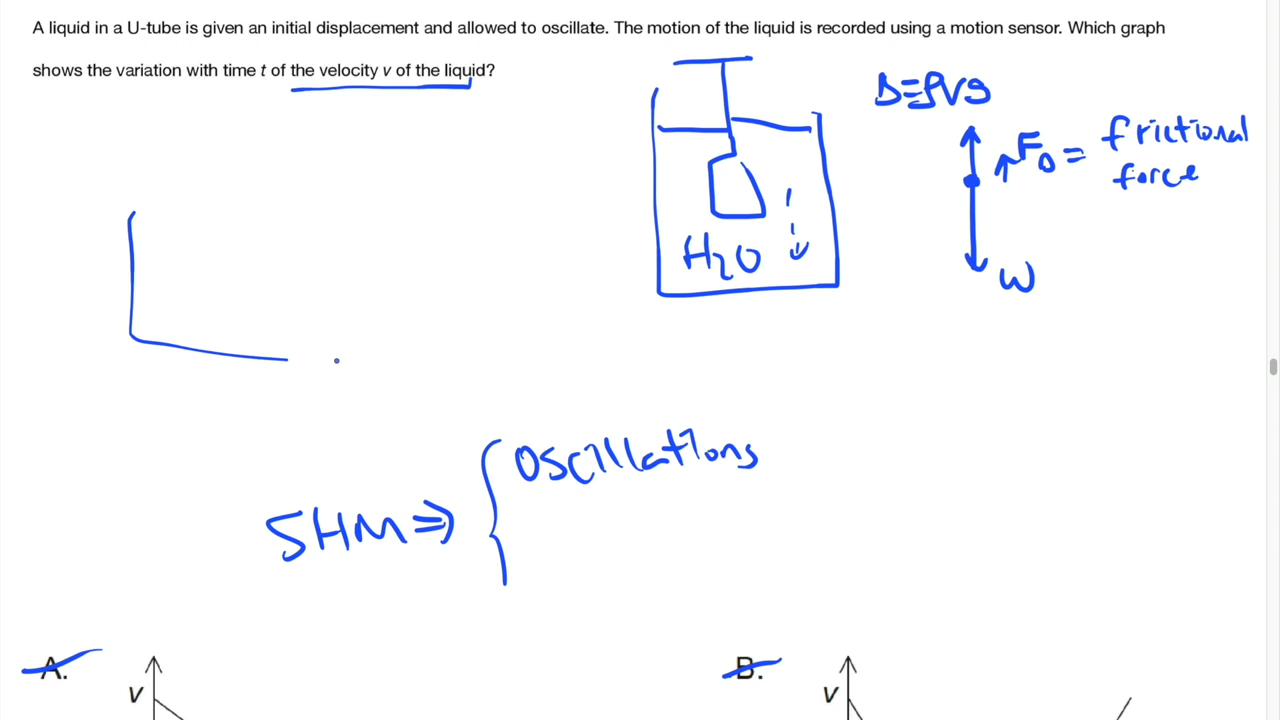 A liquid in a U-tube is given an initial displacement and allowed to oscillate. The motion of the liquid is recorded using a motion sensor. Which graph
shows the variation with time t of the velocity v of the liquid?
B=ρVg
F_D = frictional
force
H2O
W
SHM ⇒ { Oscillations
A.
B.
v
v